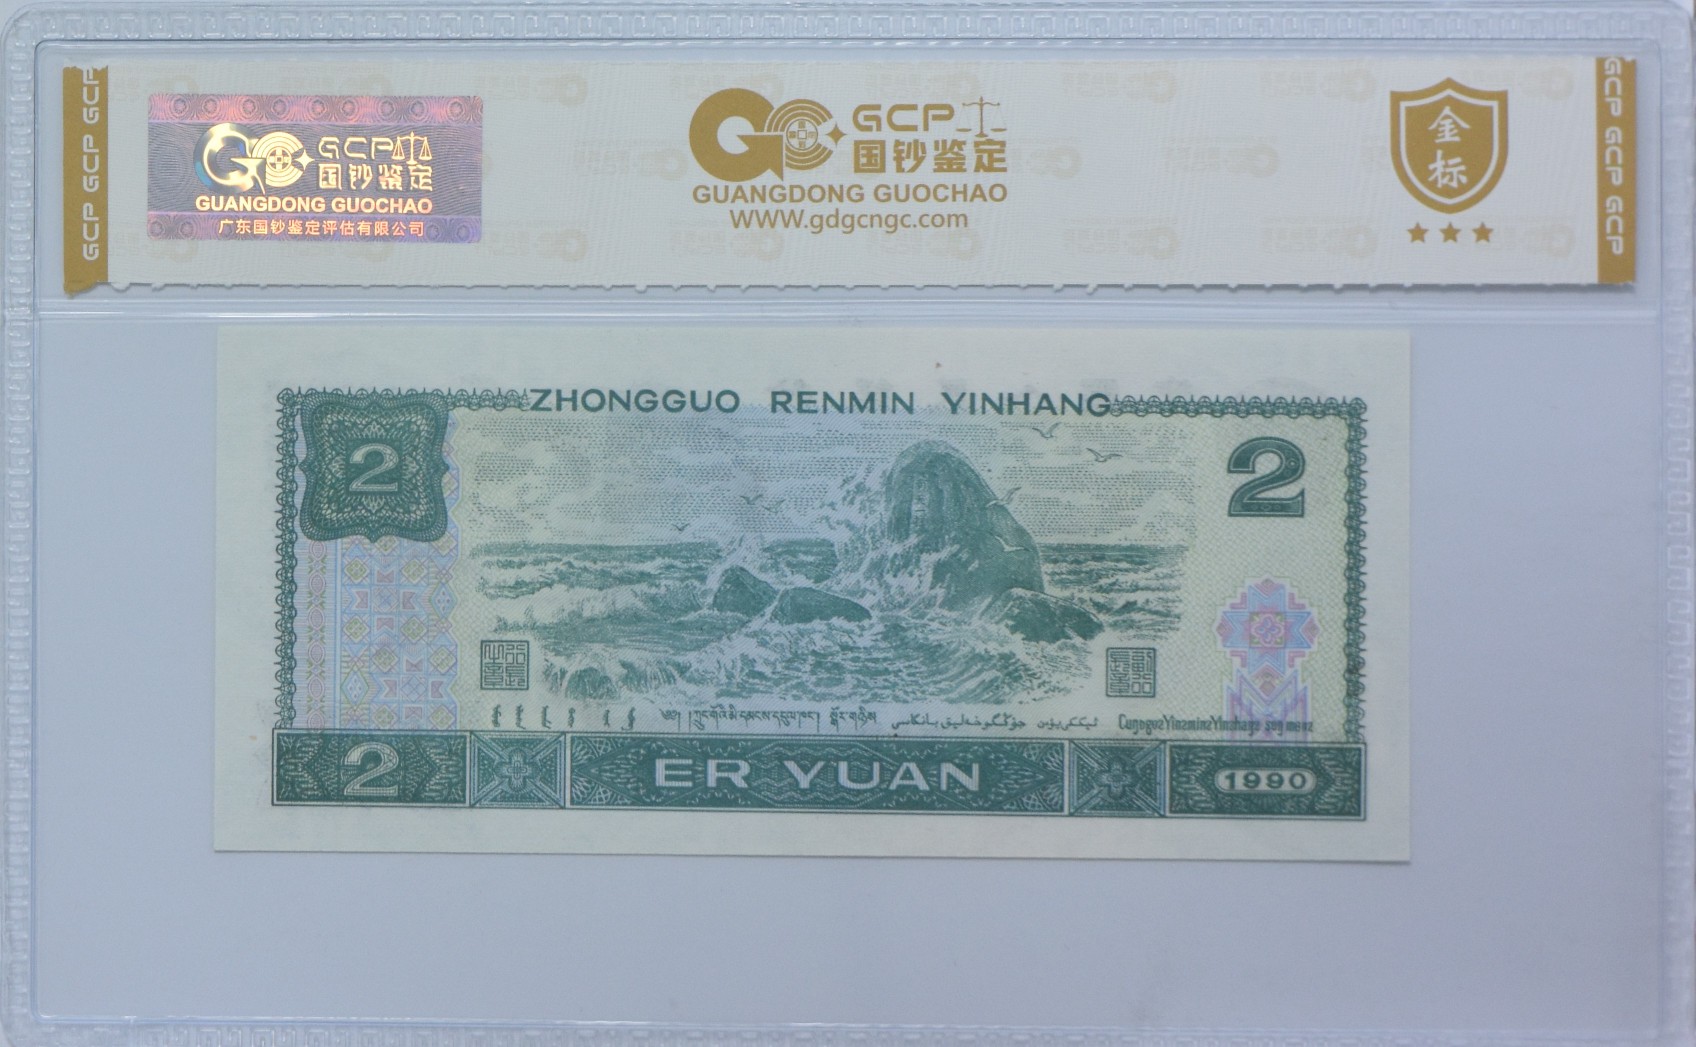 GCP GCP
GCP
国钞鉴定
GUANGDONG GUOCHAO
广东国钞鉴定评估有限公司
GCP
国钞鉴定
GUANGDONG GUOCHAO
WWW.gdgcngc.com
金
标
GCP GCP
ZHONGGUO RENMIN YINHANG
2
2
2
ER YUAN
1990